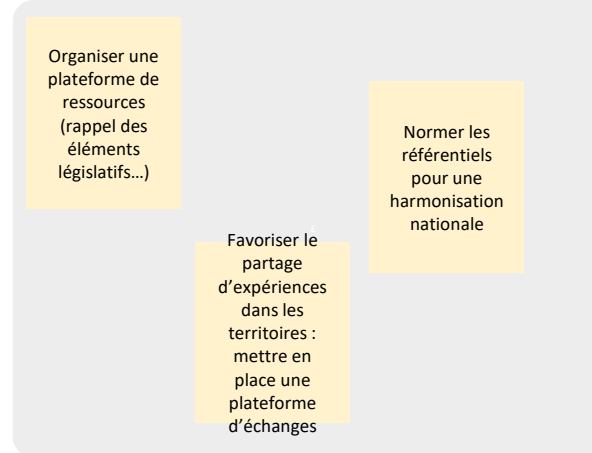 Organiser une
plateforme de
ressources
(rappel des
éléments
législatifs…)
Normer les
référentiels
pour une
harmonisation
nationale
Favoriser le
partage
d’expériences
dans les
territoires :
mettre en
place une
plateforme
d’échanges